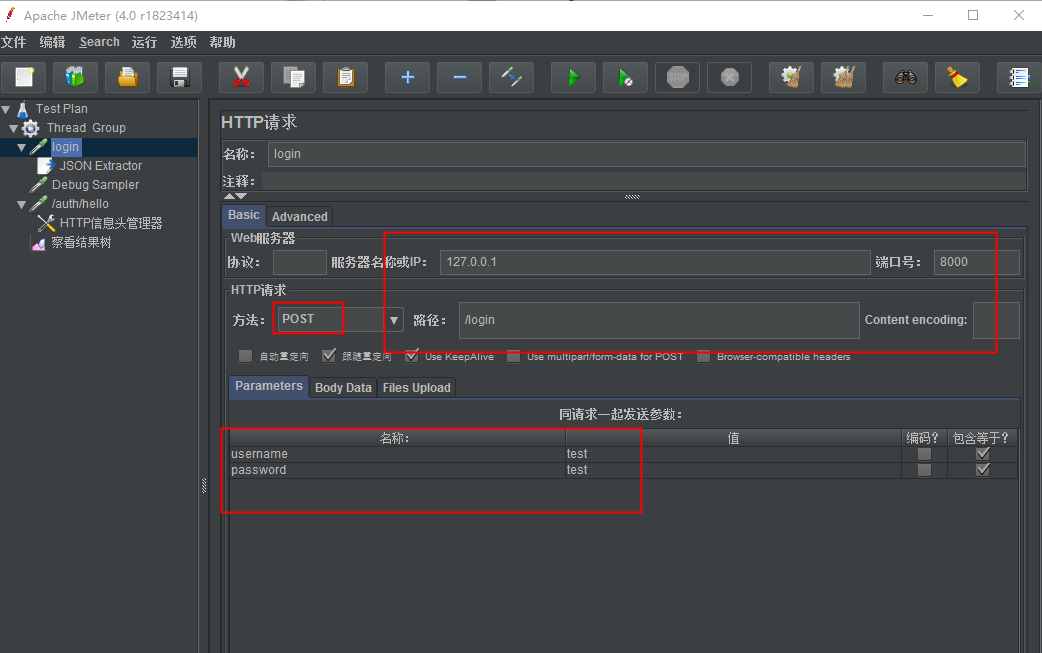 Apache JMeter (4.0 r1823414)
文件 编辑 Search 运行 选项 帮助
STOP
Test Plan
Thread Group
login
JSON Extractor
Debug Sampler
/auth/hello
HTTP信息头管理器
察看结果树
HTTP请求
名称： login
注释：
Basic Advanced
Web服务器
协议： 服务器名称或IP： 127.0.0.1 端口号： 8000
HTTP请求
方法： POST 路径： /login Content encoding:
自动重定向 跟随重定向 Use KeepAlive Use multipart/form-data for POST Browser-compatible headers
Parameters Body Data Files Upload
同请求一起发送参数：
名称： 值 编码？ 包含等于？
username test
password test